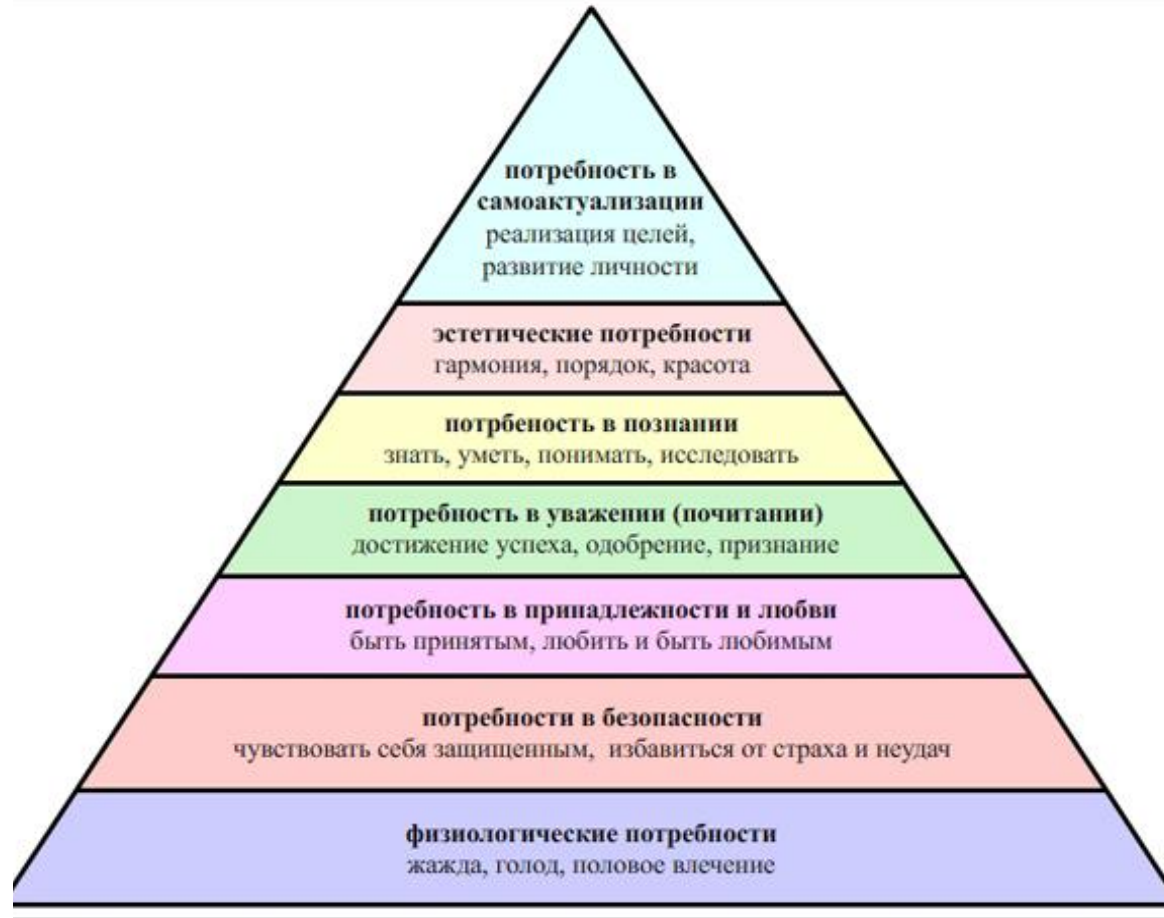 потребность в
самоактуализации
реализация целей,
развитие личности
эстетические потребности
гармония, порядок, красота
потрбеность в познании
знать, уметь, понимать, исследовать
потребность в уважении (почитании)
достижение успеха, одобрение, признание
потребность в принадлежности и любви
быть принятым, любить и быть любимым
потребности в безопасности
чувствовать себя защищенным, избавиться от страха и неудач
физиологические потребности
жажда, голод, половое влечение